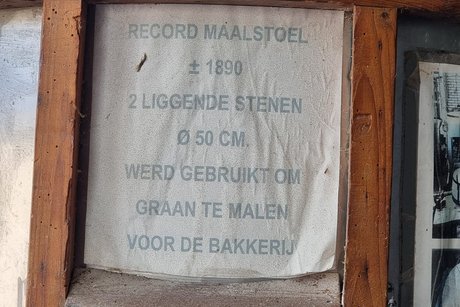 RECORD MAALSTOEL
± 1890
2 LIGGENDE STENEN
Ø 50 CM.
WERD GEBRUIKT OM
GRAAN TE MALEN
VOOR DE BAKKERIJ